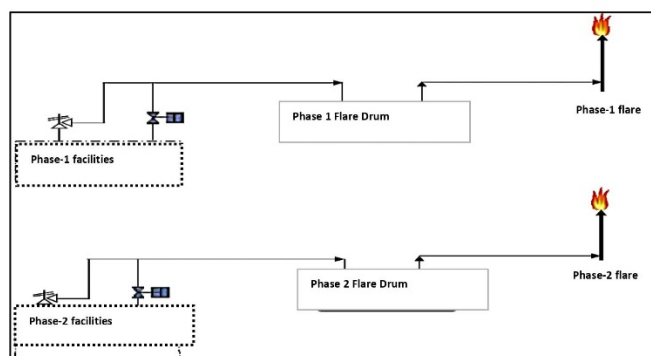 Phase 1 Flare Drum
Phase-1 flare
Phase-1 facilities
Phase 2 Flare Drum
Phase-2 flare
Phase-2 facilities